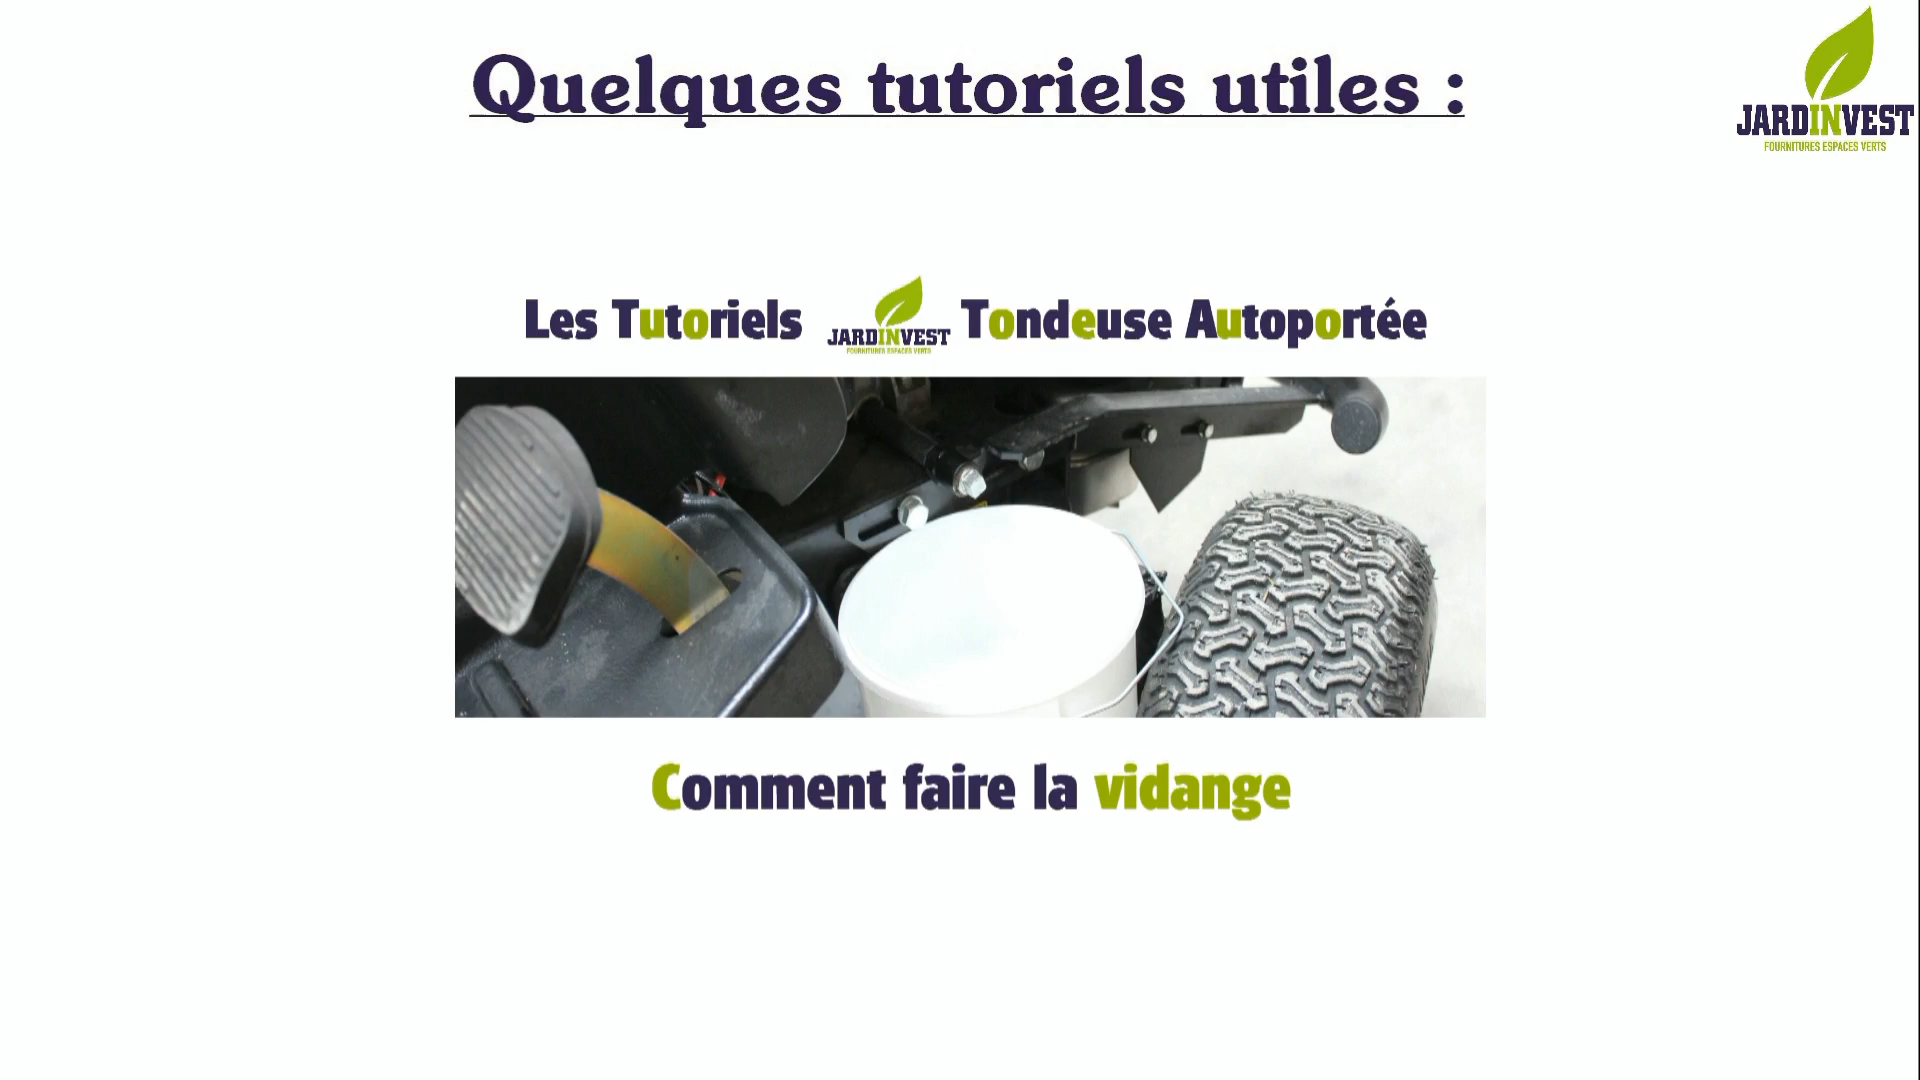 Quelques tutoriels utiles :
JARDINVEST
FOURNITURES ESPACES VERTS
Les Tutoriels JARDINVEST Tondeuse Autoportée
FOURNITURES ESPACES VERTS
Comment faire la vidange